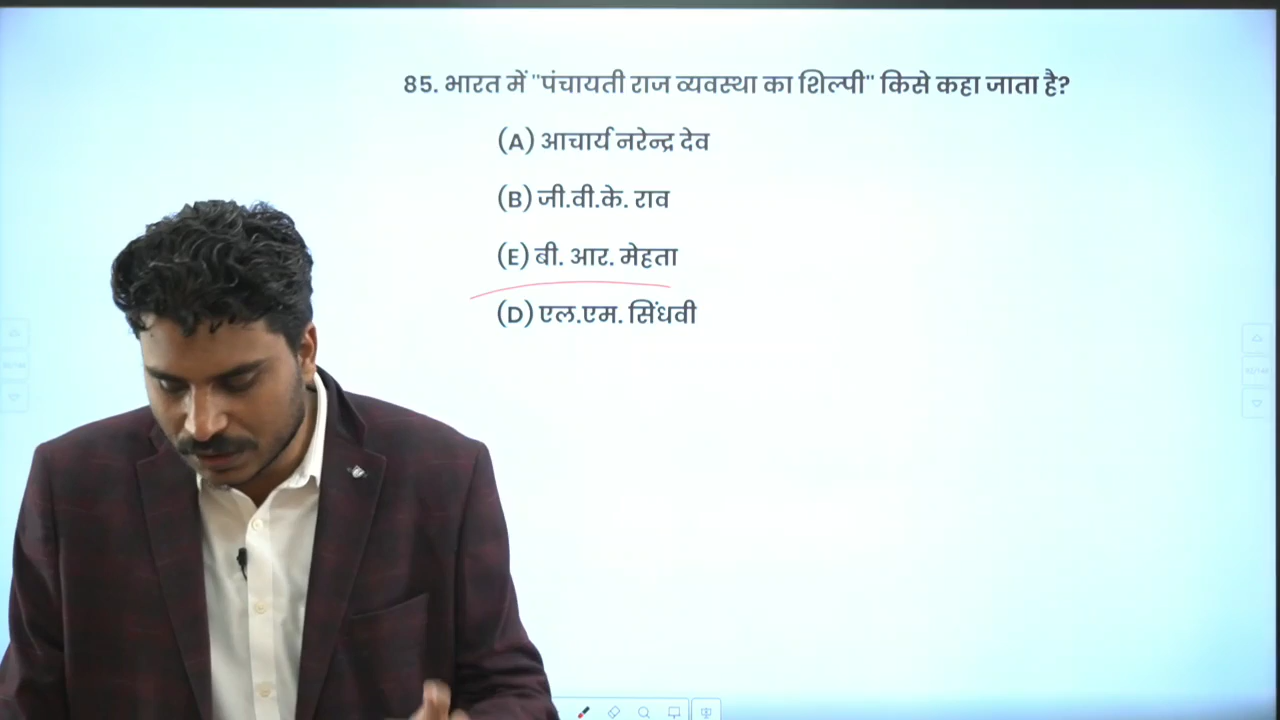 85. भारत में "पंचायती राज व्यवस्था का शिल्पी" किसे कहा जाता है?
(A) आचार्य नरेन्द्र देव
(B) जी.वी.के. राव
(E) बी. आर. मेहता
(D) एल.एम. सिंधवी